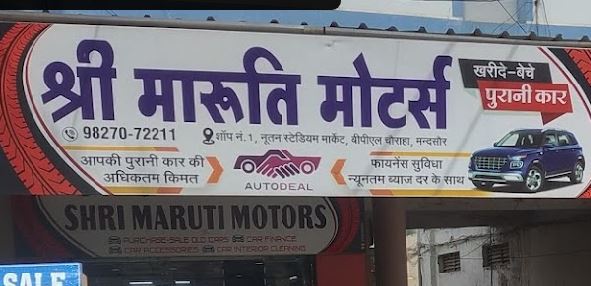 श्री मारूति मोटर्स
खरीदे-बेचे
पुरानी कार
98270-72211
शॉप नं. 1, नूतन स्टेडियम मार्केट, बीपीएल चौराहा, मन्दसौर
आपकी पुरानी कार की
अधिकतम किमत
AUTODEAL
फायनेंस सुविधा
न्यूनतम ब्याज दर के साथ
SHRI MARUTI MOTORS
PURCHASE-SALE OLD CARS CAR FINANCE
CAR ACCESSORIES CAR INTERIOR CLEANING
SALE